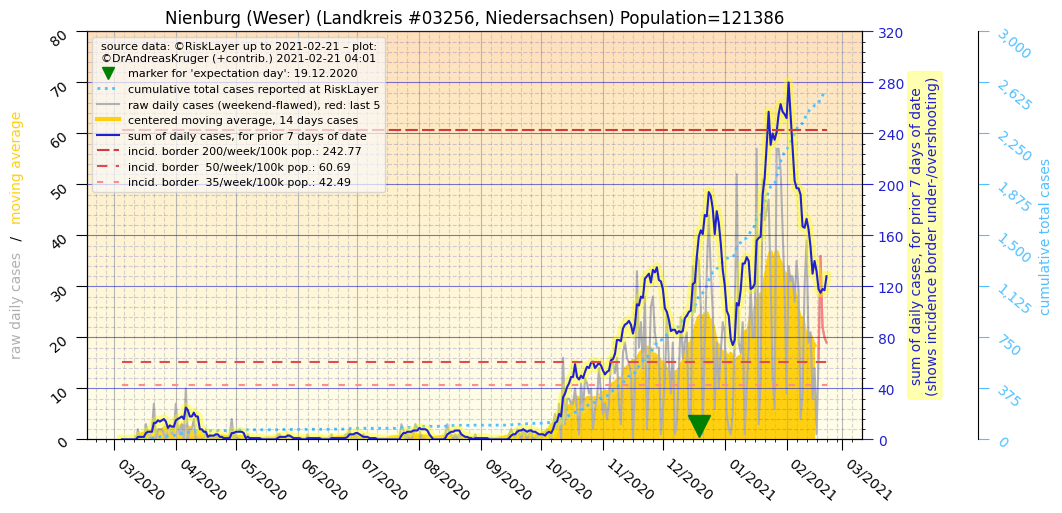 Nienburg (Weser) (Landkreis #03256, Niedersachsen) Population=121386
source data: ©RiskLayer up to 2021-02-21 – plot:
©DrAndreasKruger (+contrib.) 2021-02-21 04:01
marker for 'expectation day': 19.12.2020
cumulative total cases reported at RiskLayer
raw daily cases (weekend-flawed), red: last 5
centered moving average, 14 days cases
sum of daily cases, for prior 7 days of date
incid. border 200/week/100k pop.: 242.77
incid. border  50/week/100k pop.: 60.69
incid. border  35/week/100k pop.: 42.49
raw daily cases / moving average
80
70
60
50
40
30
20
10
0
320
280
240
200
160
120
80
40
0
sum of daily cases, for prior 7 days of date
(shows incidence border under-/overshooting)
3,000
2,625
2,250
1,875
1,500
1,125
750
375
0
cumulative total cases
03/2020
04/2020
05/2020
06/2020
07/2020
08/2020
09/2020
10/2020
11/2020
12/2020
01/2021
02/2021
03/2021